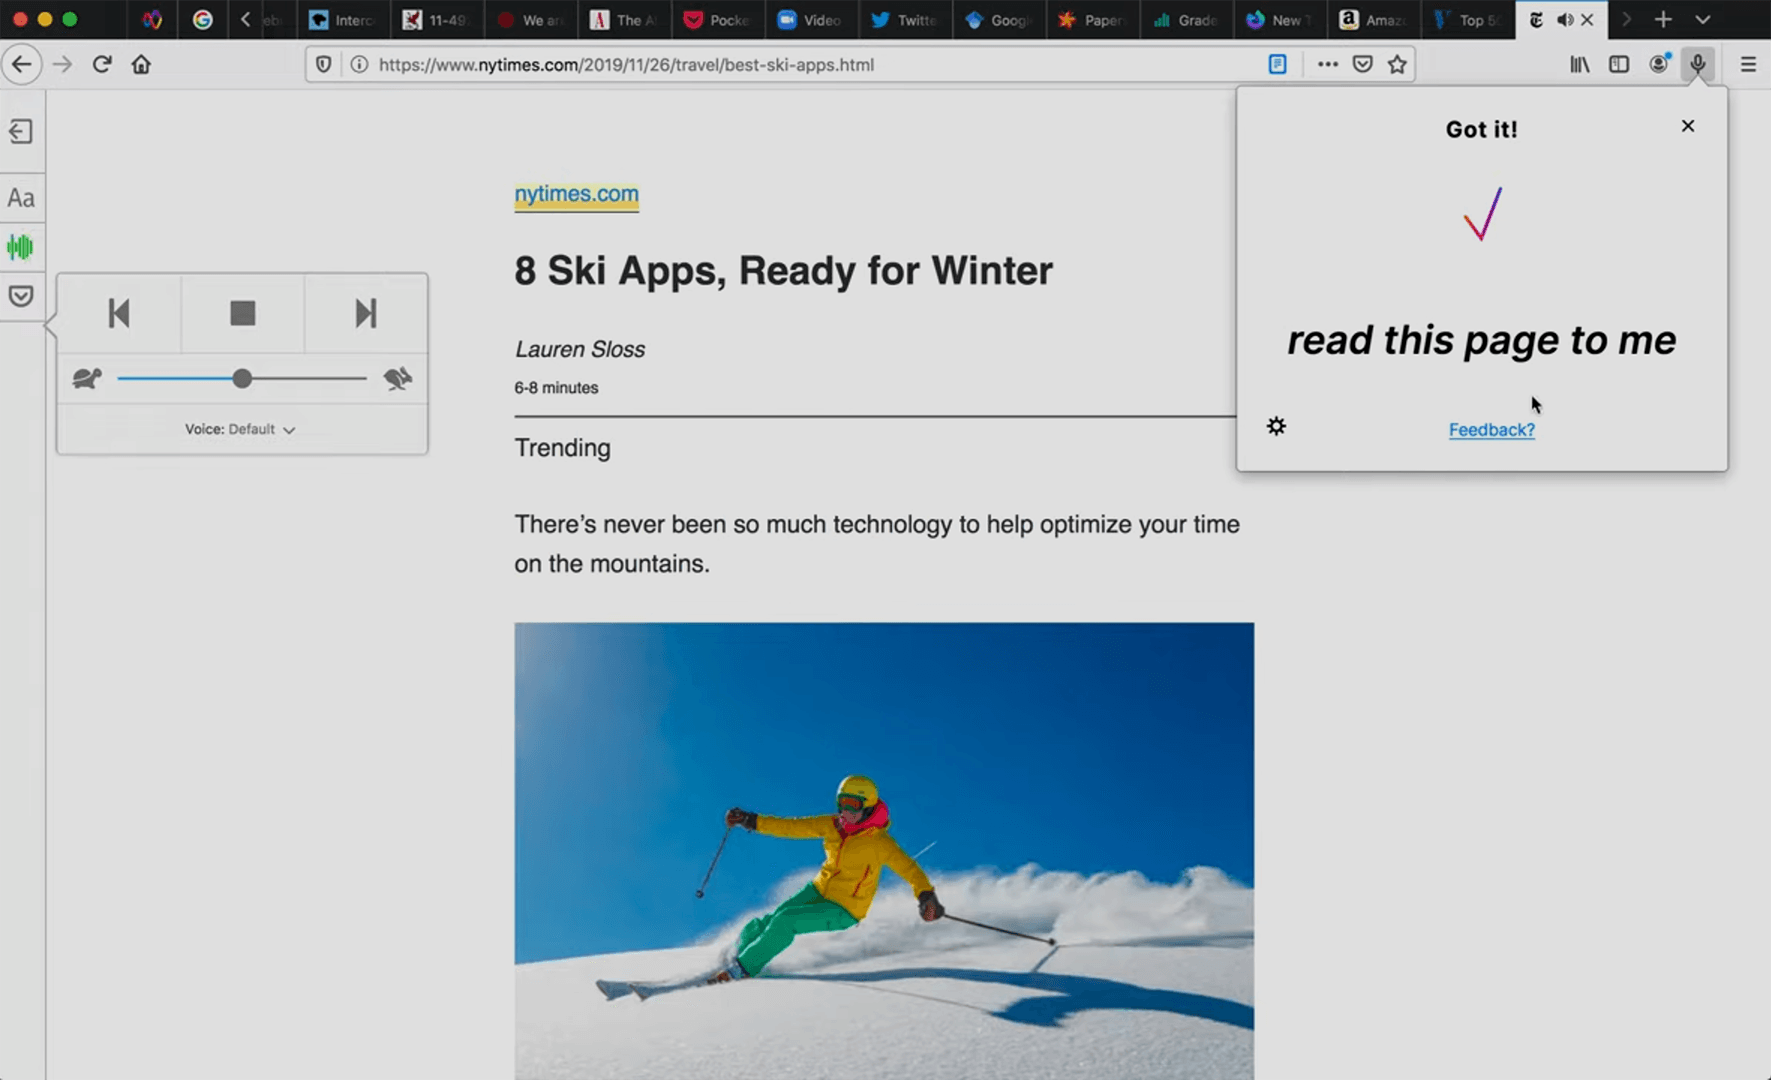 Interc
11-49
We ar
The A
Pocke
Video
Twitte
Googl
Paper
Grade
New T
Amaz
Top 50
https://www.nytimes.com/2019/11/26/travel/best-ski-apps.html
Got it!
read this page to me
Feedback?
Aa
Voice: Default
nytimes.com
8 Ski Apps, Ready for Winter
Lauren Sloss
6-8 minutes
Trending
There’s never been so much technology to help optimize your time
on the mountains.